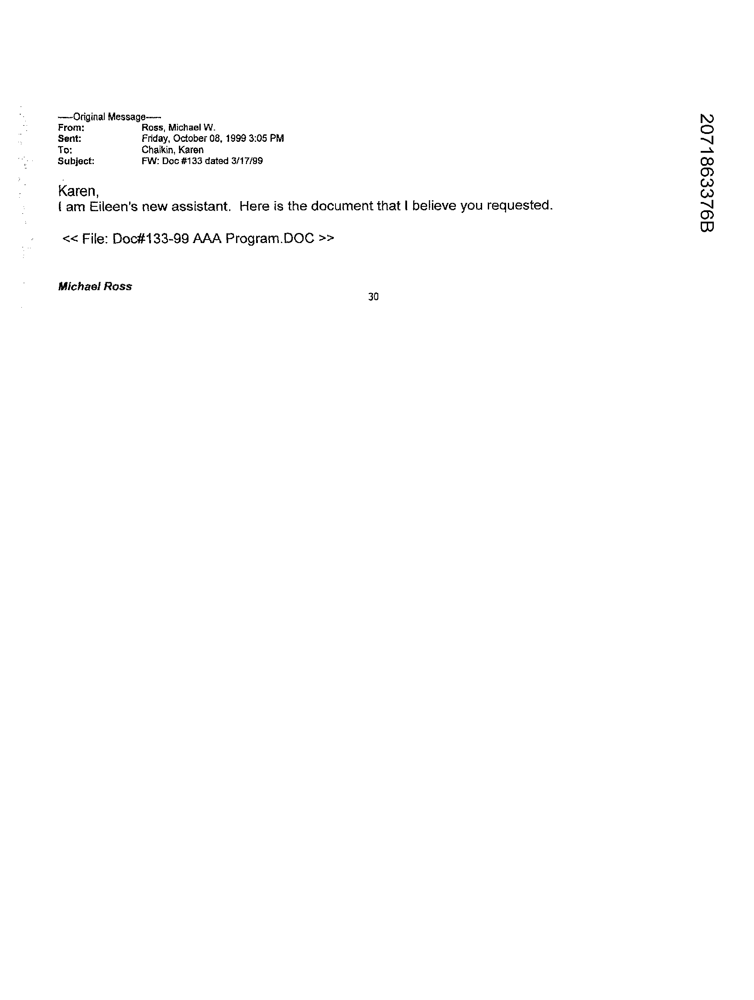 -----Original Message-----
From: Ross, Michael W.
Sent: Friday, October 08, 1999 3:05 PM
To: Chaikin, Karen
Subject: FW: Doc #133 dated 3/17/99
Karen,
I am Eileen's new assistant. Here is the document that I believe you requested.
<< File: Doc#133-99 AAA Program.DOC >>
Michael Ross
30
2071863376B